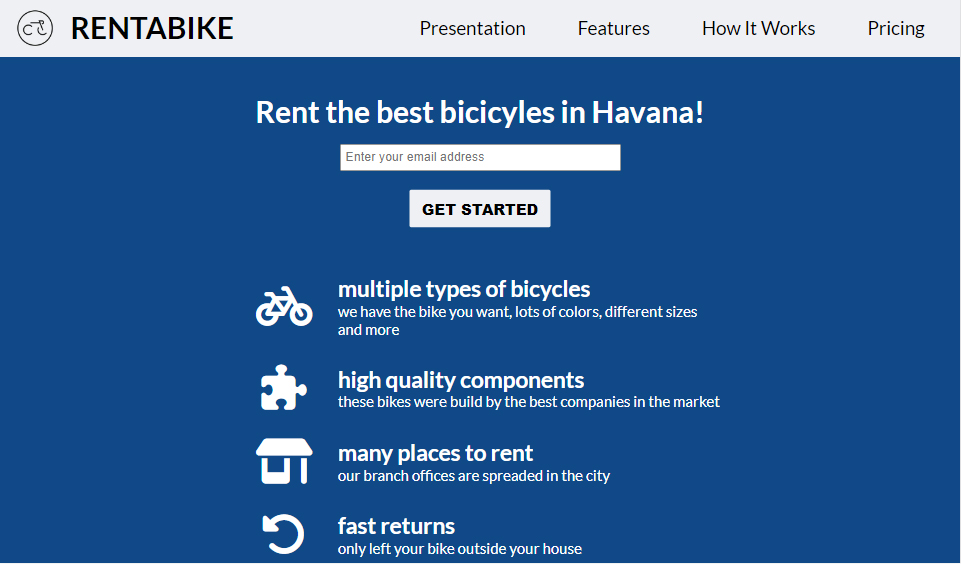 RENTABIKE
Presentation
Features
How It Works
Pricing
Rent the best bicicyles in Havana!
Enter your email address
GET STARTED
multiple types of bicycles
we have the bike you want, lots of colors, different sizes
and more
high quality components
these bikes were build by the best companies in the market
many places to rent
our branch offices are spreaded in the city
fast returns
only left your bike outside your house